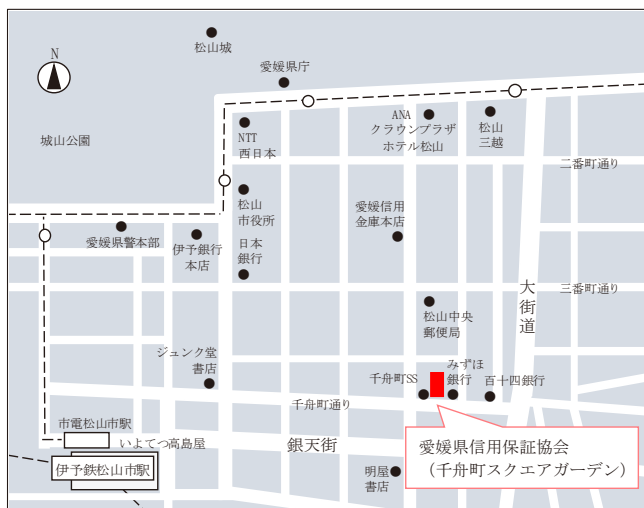 N
松山城
愛媛県庁
城山公園
NTT
西日本
ANA
クラウンプラザ
ホテル松山
松山
三越
二番町通り
松山
市役所
愛媛信用
金庫本店
愛媛県警本部
伊予銀行
本店
日本
銀行
大街道
三番町通り
松山中央
郵便局
ジュンク堂
書店
千舟町SS
みずほ
銀行
百十四銀行
千舟町通り
市電松山市駅
いよてつ高島屋
銀天街
伊予鉄松山市駅
明屋
書店
愛媛県信用保証協会
（千舟町スクエアガーデン）